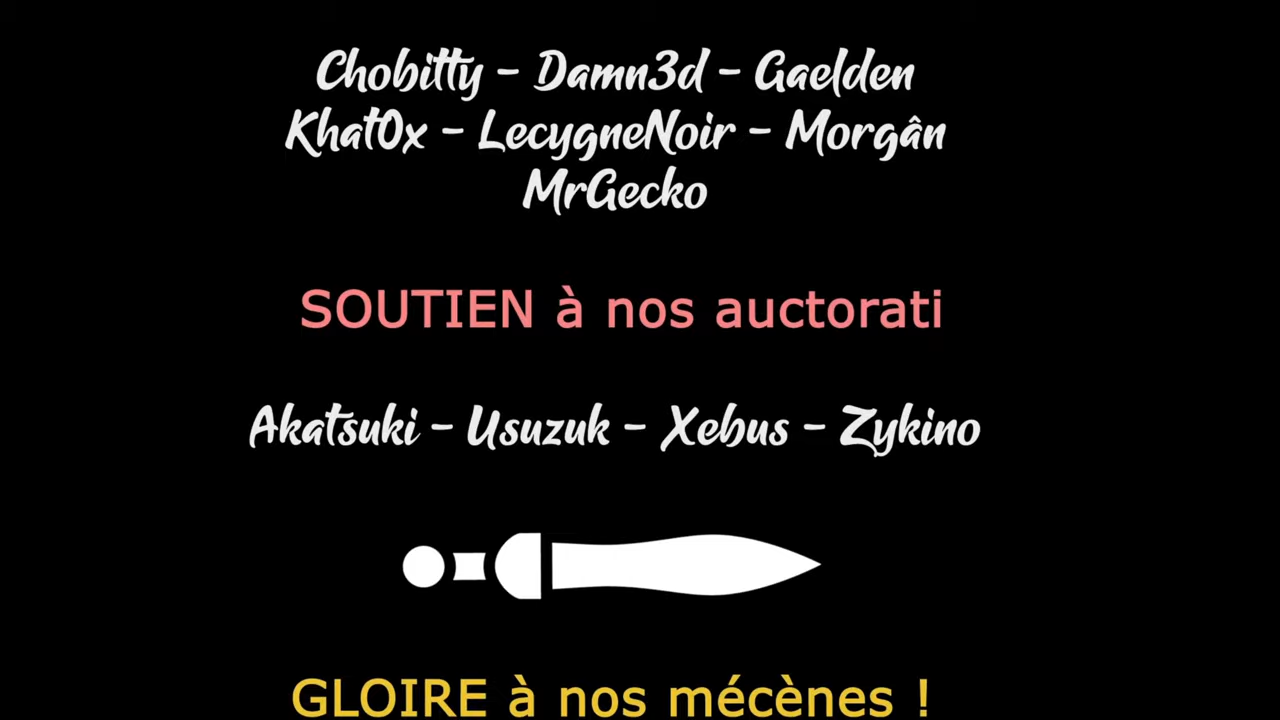 Chobitty - Damn3d - Gaelden
Khat0x - LecygneNoir - Morgân
MrGecko
SOUTIEN à nos auctorati
Akatsuki - Usuzuk - Xebus - Zykino
GLOIRE à nos mécènes !